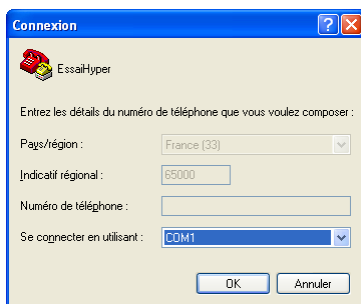 Connexion
EssaiHyper
Entrez les détails du numéro de téléphone que vous voulez composer :
Pays/région : France (33)
Indicatif régional : 65000
Numéro de téléphone :
Se connecter en utilisant : COM1
OK Annuler